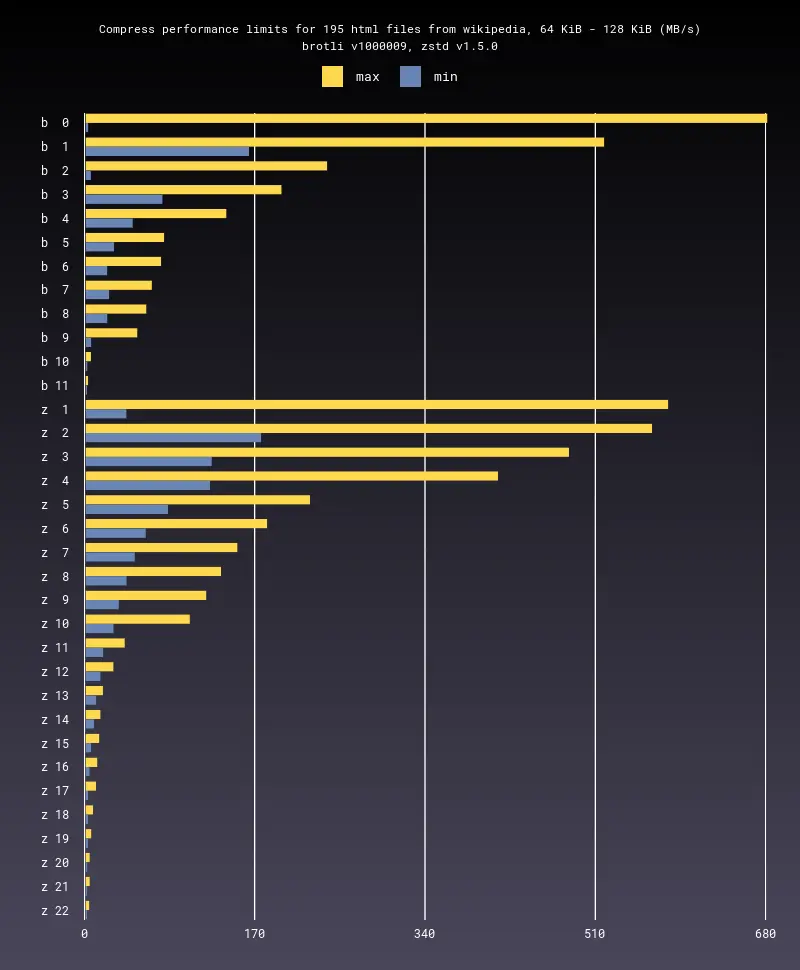 Compress performance limits for 195 html files from wikipedia, 64 KiB - 128 KiB (MB/s)
brotli v1000009, zstd v1.5.0
max min
b 0
b 1
b 2
b 3
b 4
b 5
b 6
b 7
b 8
b 9
b 10
b 11
z 1
z 2
z 3
z 4
z 5
z 6
z 7
z 8
z 9
z 10
z 11
z 12
z 13
z 14
z 15
z 16
z 17
z 18
z 19
z 20
z 21
z 22
0 170 340 510 680